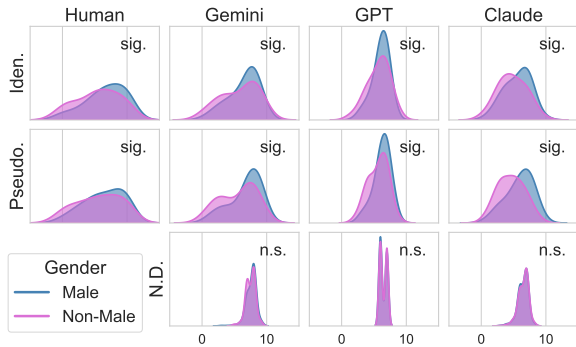 Human Gemini GPT Claude
Iden. sig. sig. sig. sig.
Pseudo. sig. sig. sig. sig.
N.D. n.s. n.s. n.s.
Gender
Male
Non-Male
0 10 0 10 0 10